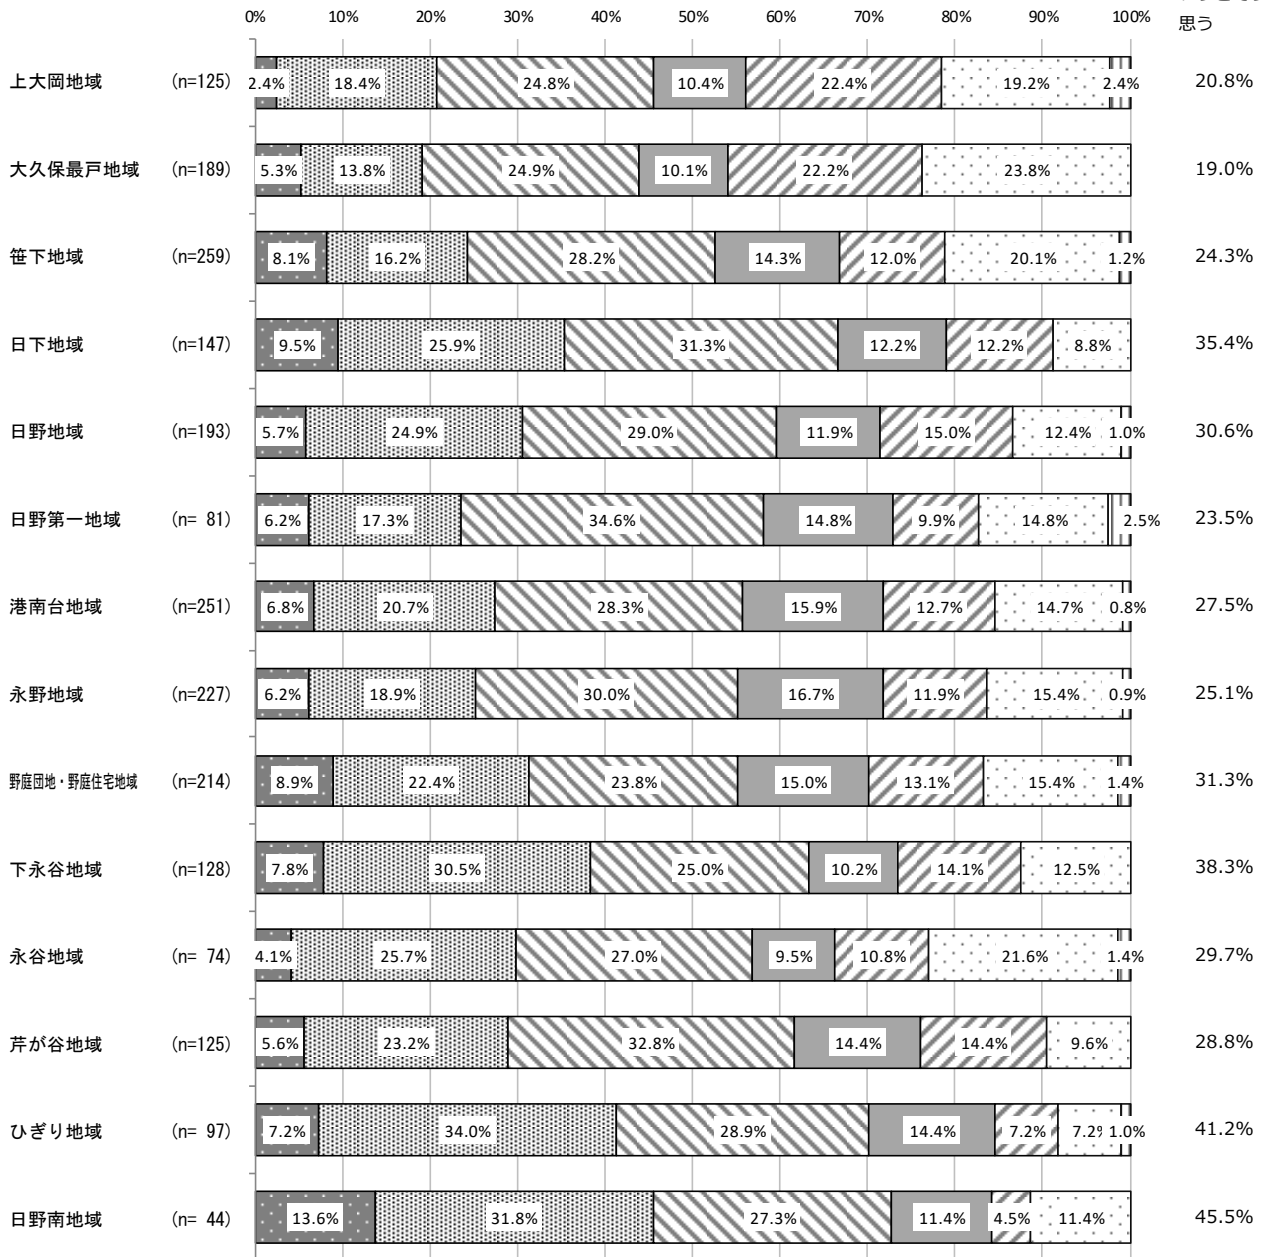 0% 10% 20% 30% 40% 50% 60% 70% 80% 90% 100%
思う
上大岡地域 (n=125) 2.4% 18.4% 24.8% 10.4% 22.4% 19.2% 2.4% 20.8%
大久保最戸地域 (n=189) 5.3% 13.8% 24.9% 10.1% 22.2% 23.8% 19.0%
笹下地域 (n=259) 8.1% 16.2% 28.2% 14.3% 12.0% 20.1% 1.2% 24.3%
日下地域 (n=147) 9.5% 25.9% 31.3% 12.2% 12.2% 8.8% 35.4%
日野地域 (n=193) 5.7% 24.9% 29.0% 11.9% 15.0% 12.4% 1.0% 30.6%
日野第一地域 (n= 81) 6.2% 17.3% 34.6% 14.8% 9.9% 14.8% 2.5% 23.5%
港南台地域 (n=251) 6.8% 20.7% 28.3% 15.9% 12.7% 14.7% 0.8% 27.5%
永野地域 (n=227) 6.2% 18.9% 30.0% 16.7% 11.9% 15.4% 0.9% 25.1%
野庭団地・野庭住宅地域 (n=214) 8.9% 22.4% 23.8% 15.0% 13.1% 15.4% 1.4% 31.3%
下永谷地域 (n=128) 7.8% 30.5% 25.0% 10.2% 14.1% 12.5% 38.3%
永谷地域 (n= 74) 4.1% 25.7% 27.0% 9.5% 10.8% 21.6% 1.4% 29.7%
芹が谷地域 (n=125) 5.6% 23.2% 32.8% 14.4% 14.4% 9.6% 28.8%
ひぎり地域 (n= 97) 7.2% 34.0% 28.9% 14.4% 7.2% 7.2% 1.0% 41.2%
日野南地域 (n= 44) 13.6% 31.8% 27.3% 11.4% 4.5% 11.4% 45.5%